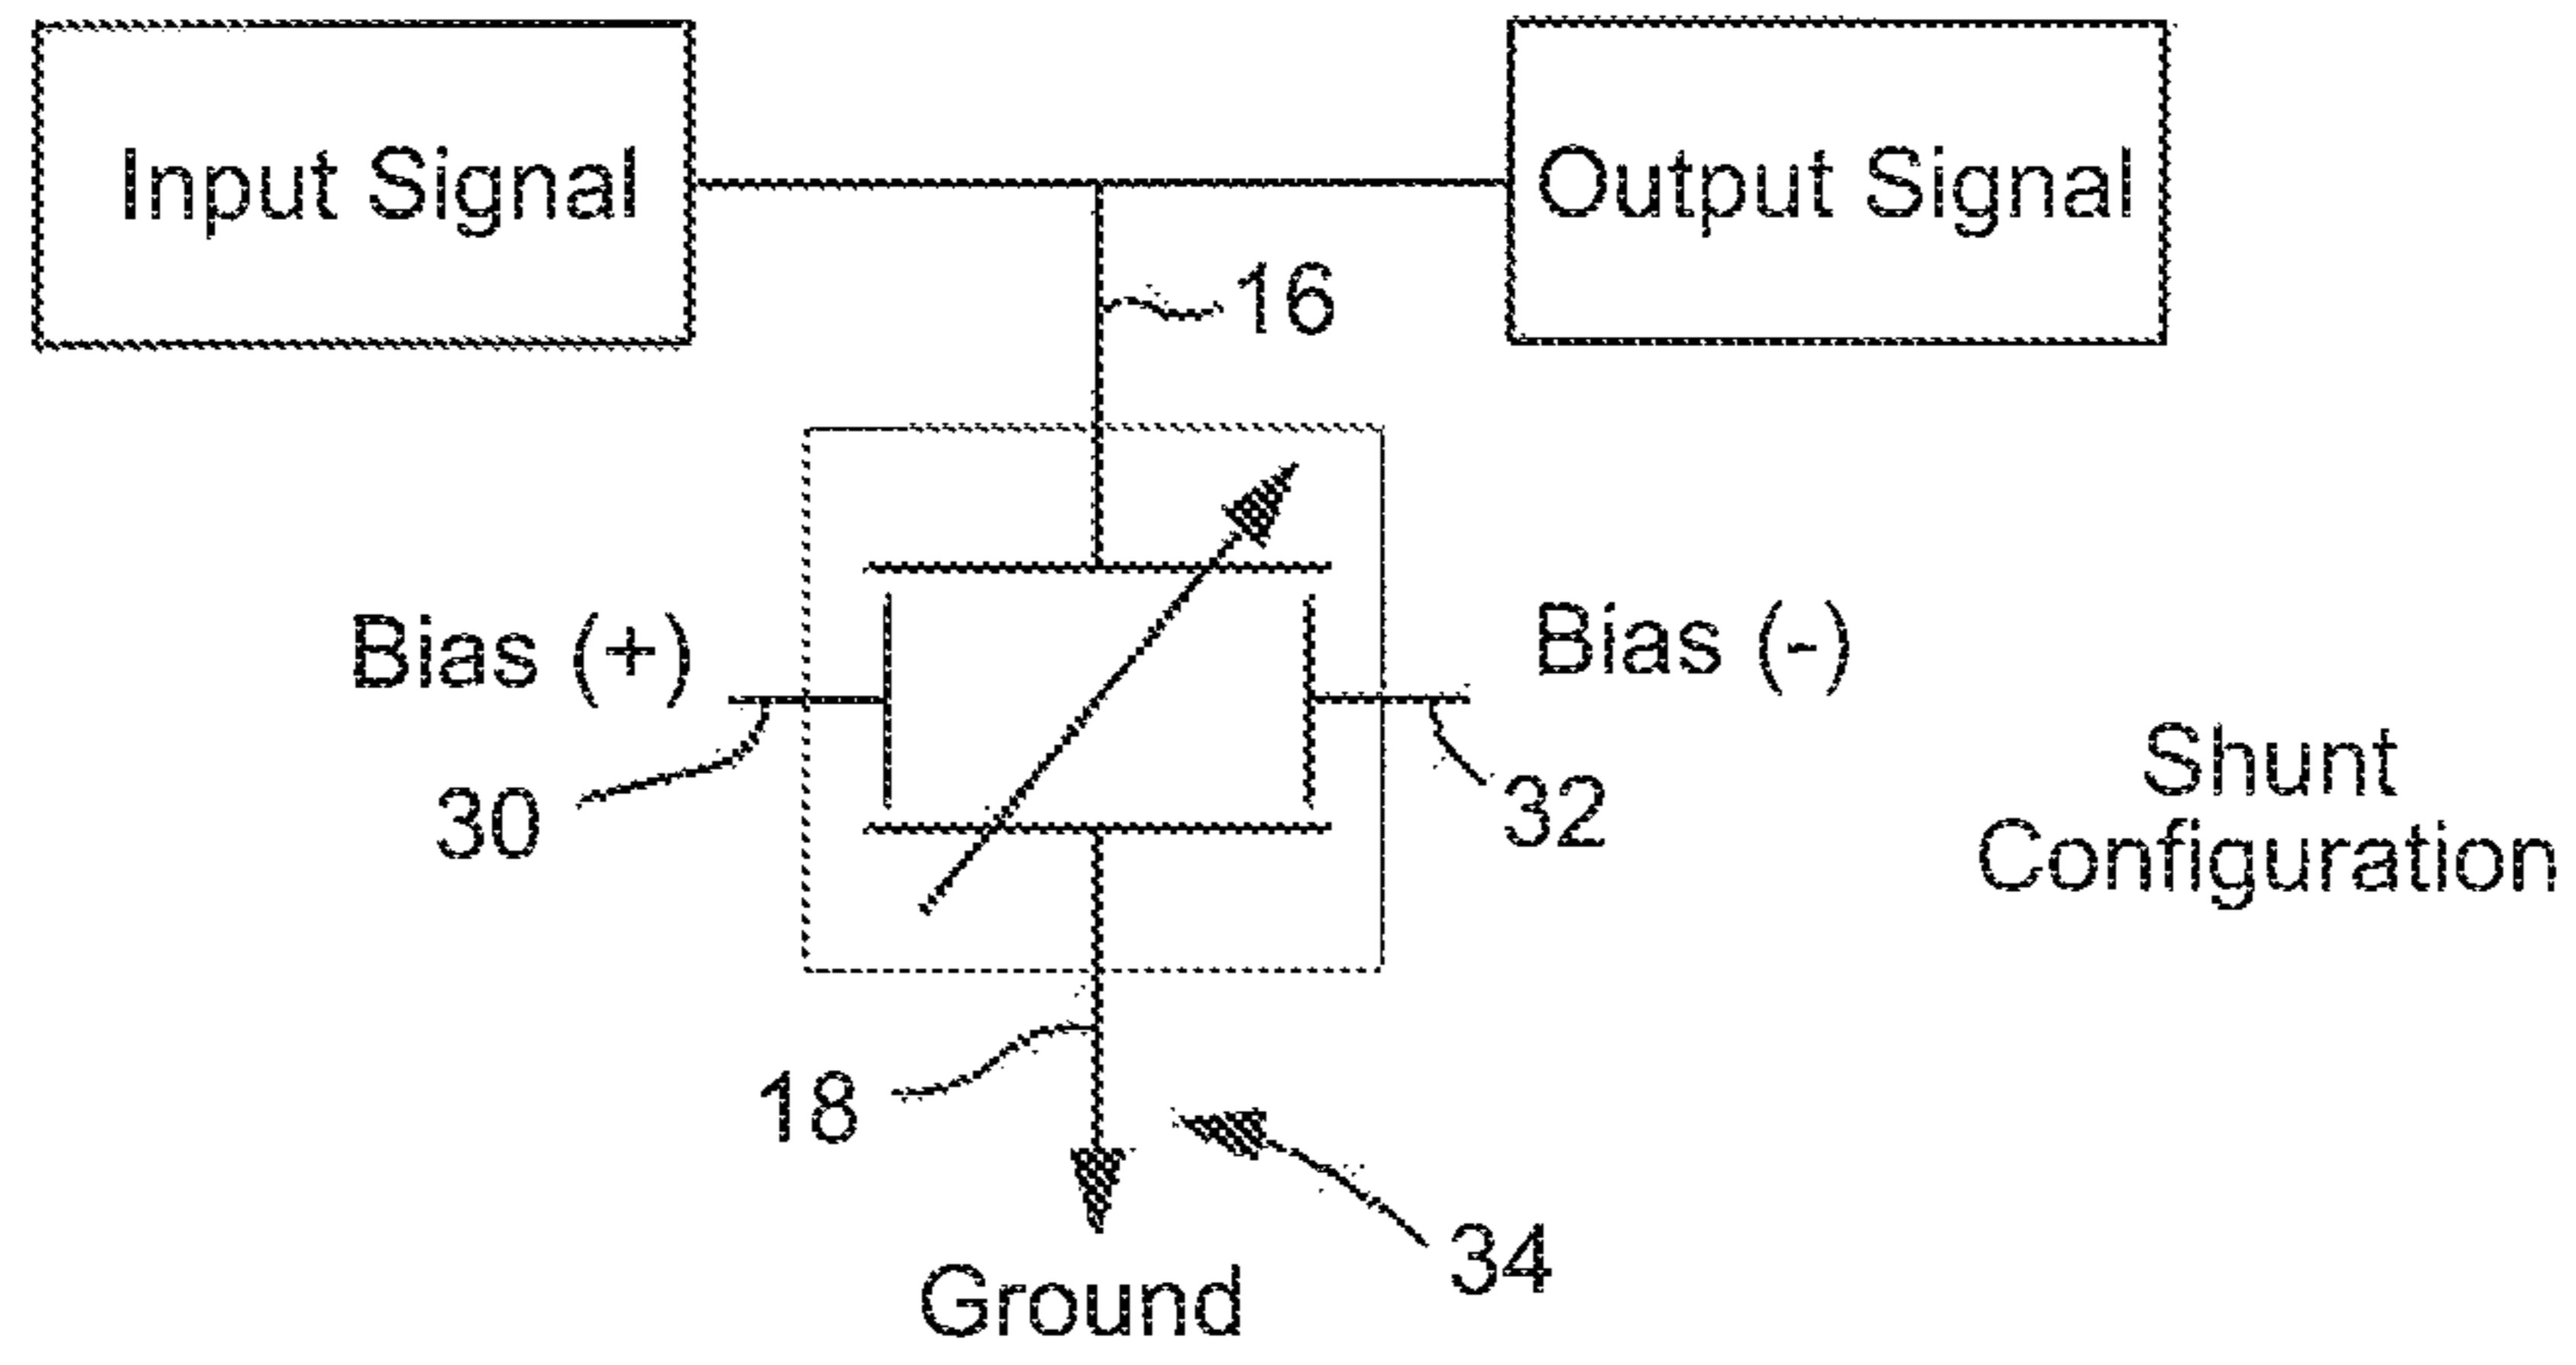 Input Signal
Output Signal
16
Bias (+)
Bias (-)
30
32
Shunt
Configuration
18
34
Ground